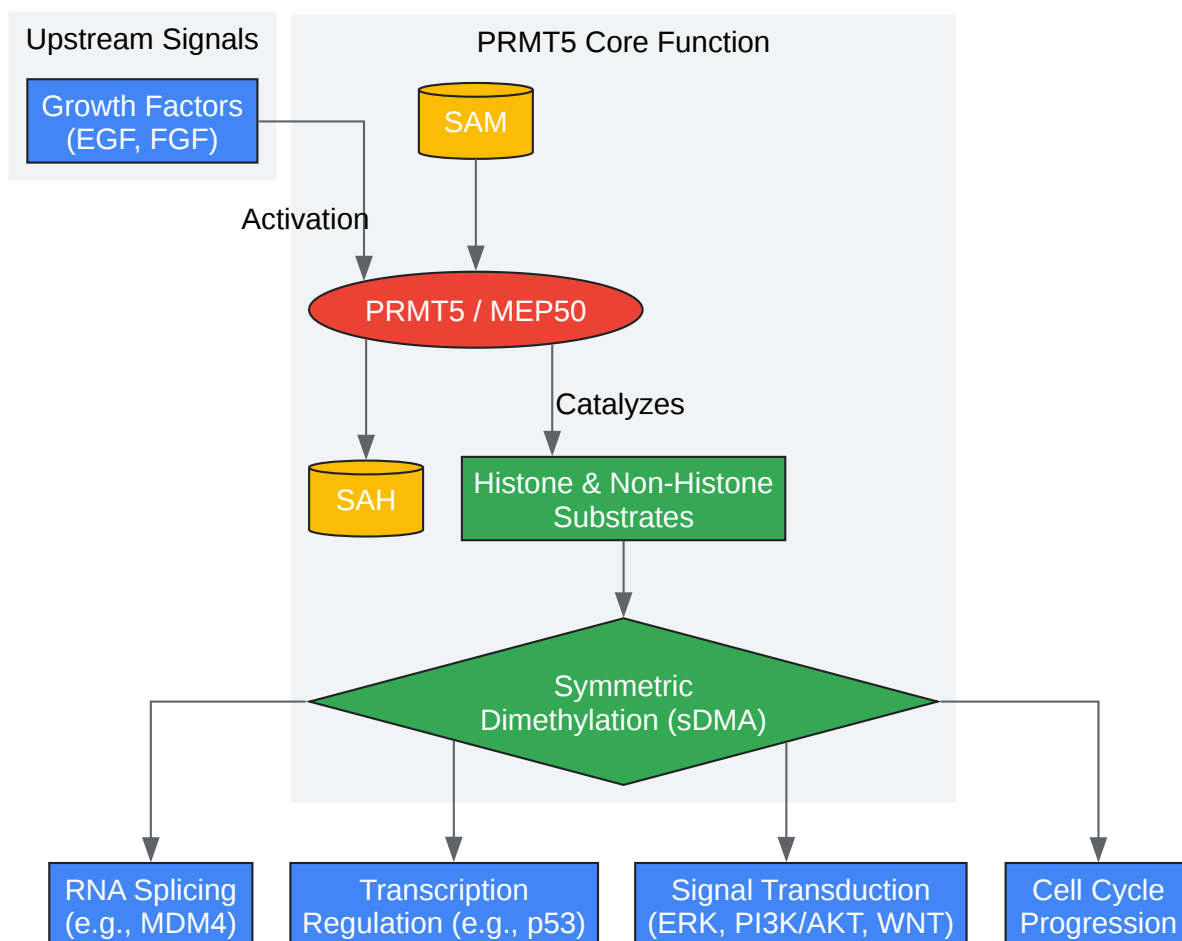 Upstream Signals
PRMT5 Core Function
Growth Factors
(EGF, FGF)
SAM
Activation
PRMT5 / MEP50
Catalyzes
SAH
Histone & Non-Histone
Substrates
Symmetric
Dimethylation (sDMA)
RNA Splicing
(e.g., MDM4)
Transcription
Regulation (e.g., p53)
Signal Transduction
(ERK, PI3K/AKT, WNT)
Cell Cycle
Progression